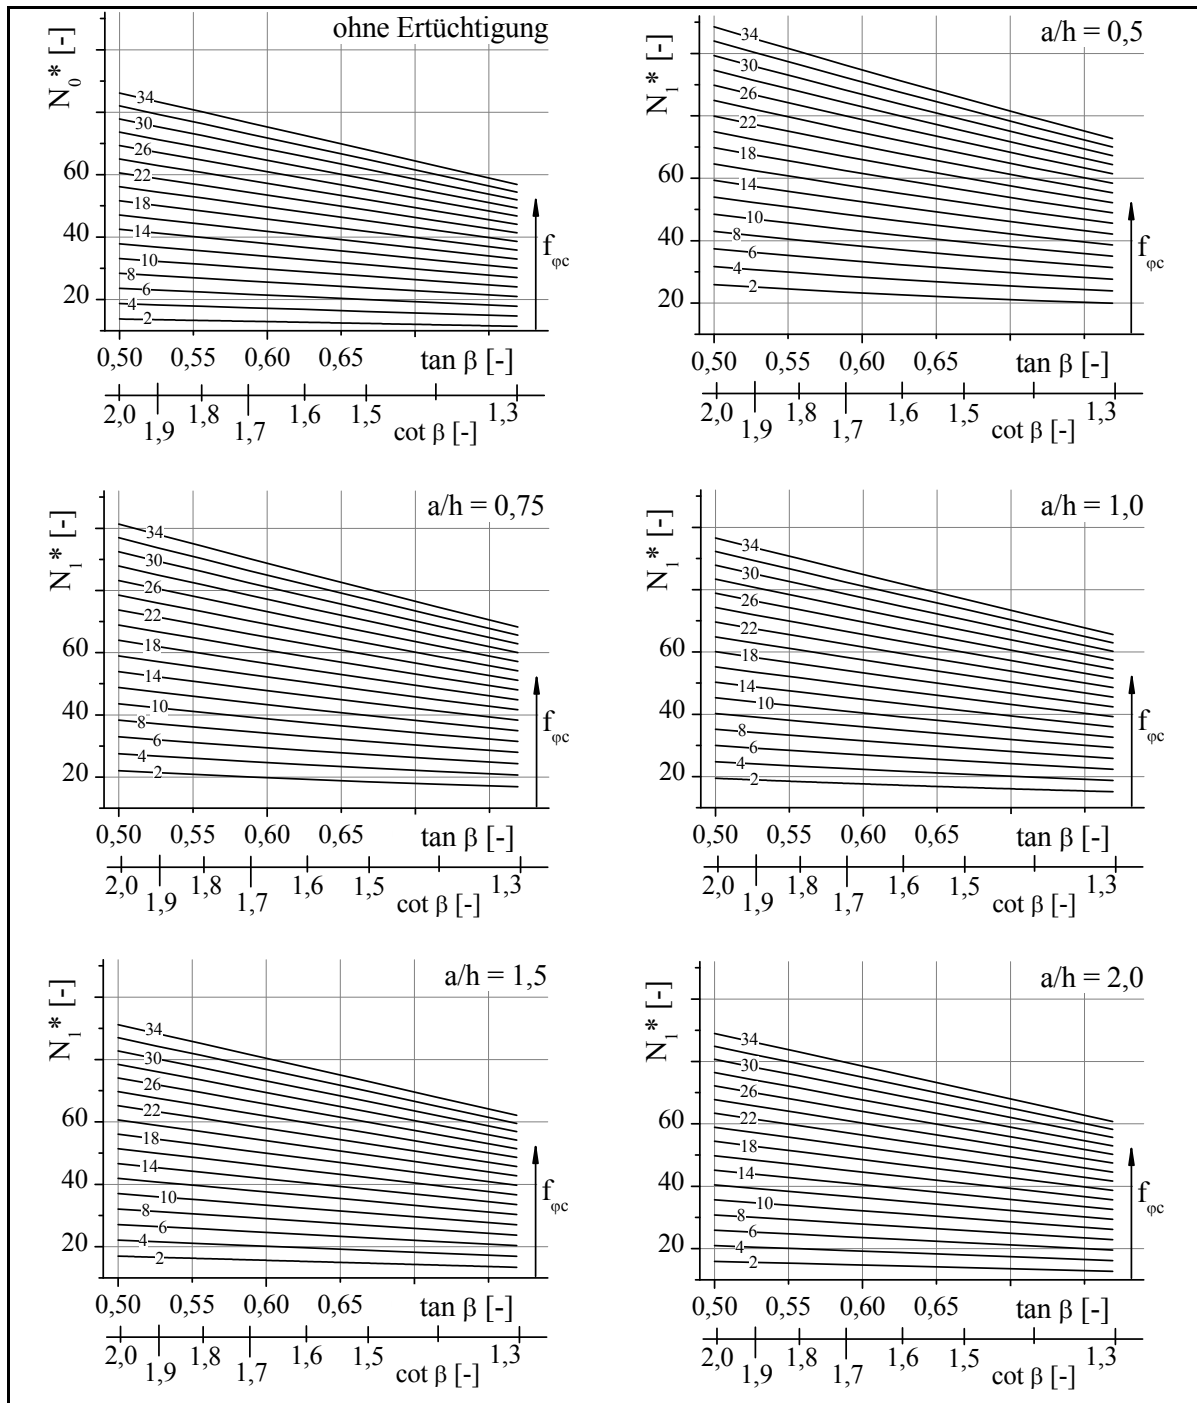 ohne Ertüchtigung
N₀* [-]
60
40
20
34
30
26
22
18
14
10
8
6
4
2
f_φc
0,50 0,55 0,60 0,65 tan β [-]
2,0 1,9 1,8 1,7 1,6 1,5 1,3
cot β [-]
a/h = 0,5
N₁* [-]
60
40
20
34
30
26
22
18
14
10
8
6
4
2
f_φc
0,50 0,55 0,60 0,65 tan β [-]
2,0 1,9 1,8 1,7 1,6 1,5 1,3
cot β [-]
a/h = 0,75
N₁* [-]
60
40
20
34
30
26
22
18
14
10
8
6
4
2
f_φc
0,50 0,55 0,60 0,65 tan β [-]
2,0 1,9 1,8 1,7 1,6 1,5 1,3
cot β [-]
a/h = 1,0
N₁* [-]
60
40
20
34
30
26
22
18
14
10
8
6
4
2
f_φc
0,50 0,55 0,60 0,65 tan β [-]
2,0 1,9 1,8 1,7 1,6 1,5 1,3
cot β [-]
a/h = 1,5
N₁* [-]
60
40
20
34
30
26
22
18
14
10
8
6
4
2
f_φc
0,50 0,55 0,60 0,65 tan β [-]
2,0 1,9 1,8 1,7 1,6 1,5 1,3
cot β [-]
a/h = 2,0
N₁* [-]
60
40
20
34
30
26
22
18
14
10
8
6
4
2
f_φc
0,50 0,55 0,60 0,65 tan β [-]
2,0 1,9 1,8 1,7 1,6 1,5 1,3
cot β [-]